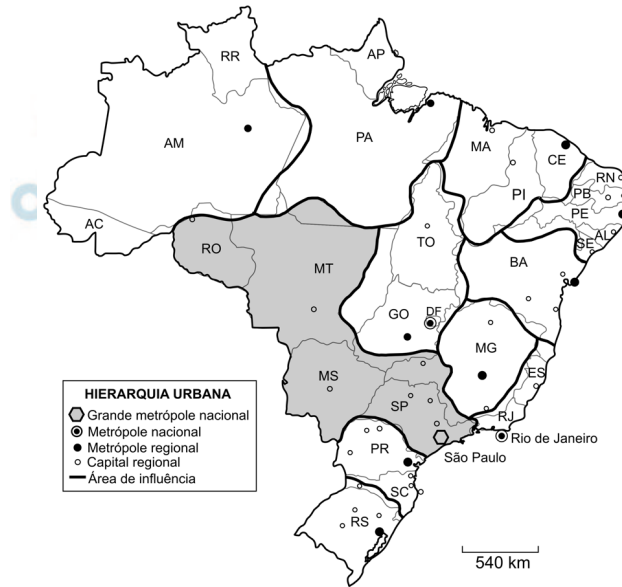 RR
AP
AM
PA
MA
CE
RN
PB
PI
PE
AL
SE
AC
RO
TO
MT
BA
GO
DF
MG
MS
ES
SP
RJ
Rio de Janeiro
São Paulo
PR
SC
RS
HIERARQUIA URBANA
Grande metrópole nacional
Metrópole nacional
Metrópole regional
Capital regional
Área de influência
540 km